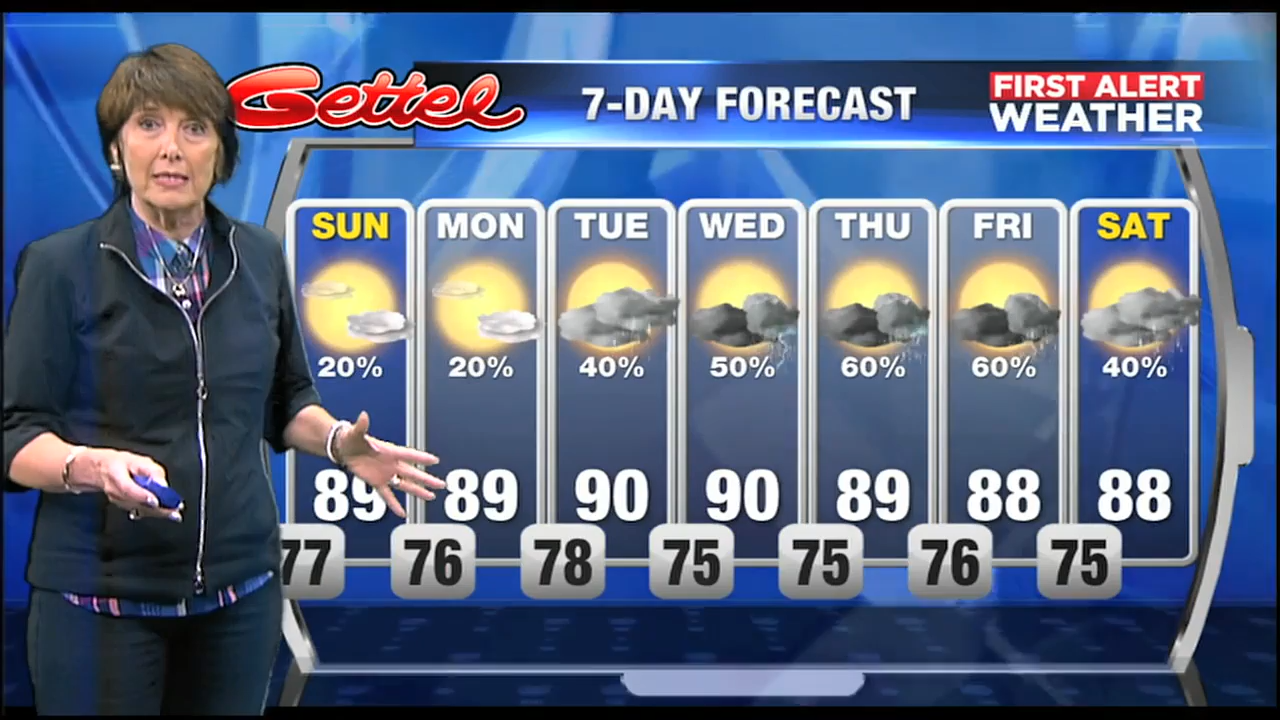 Gettel
7-DAY FORECAST
FIRST ALERT
WEATHER
SUN MON TUE WED THU FRI SAT
20% 20% 40% 50% 60% 60% 40%
89 89 90 90 89 88 88
77 76 78 75 75 76 75